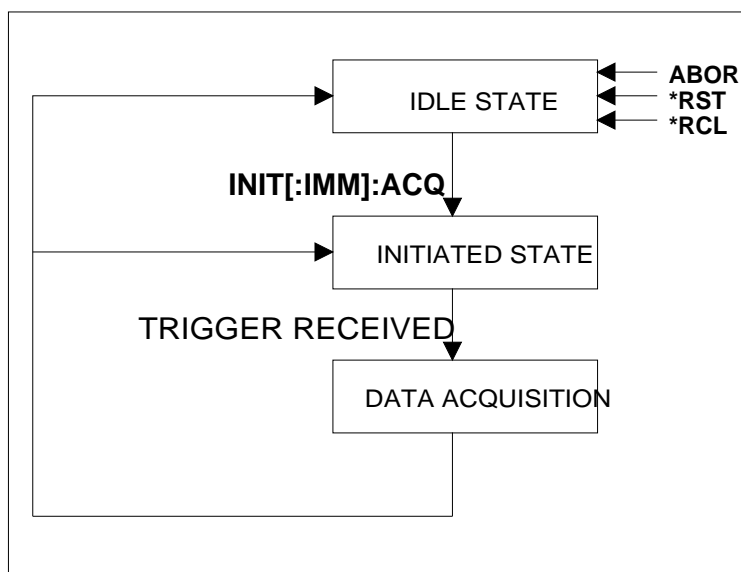 ABOR
IDLE STATE
*RST
*RCL
INIT[:IMM]:ACQ
INITIATED STATE
TRIGGER RECEIVED
DATA ACQUISITION